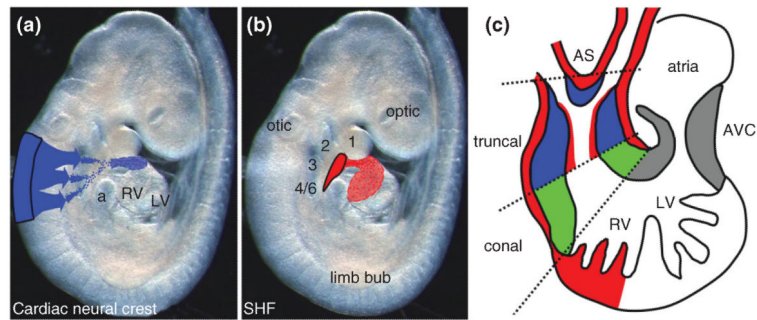 (a)
a
RV
LV
Cardiac neural crest
(b)
otic
optic
1
2
3
4/6
limb bub
SHF
(c)
AS
atria
truncal
AVC
LV
RV
conal